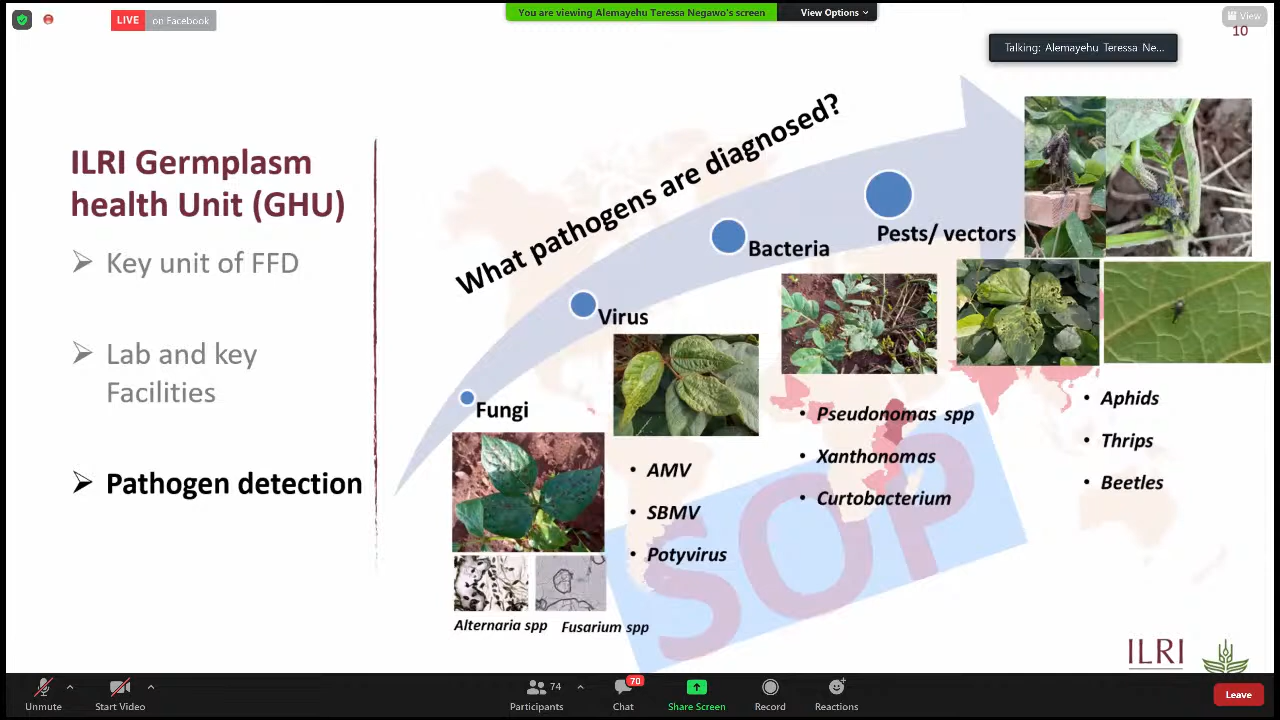 LIVE on Facebook
You are viewing Alemayehu Teressa Negawo's screen
View Options
View
10
Talking: Alemayehu Teressa Ne...
ILRI Germplasm
health Unit (GHU)
Key unit of FFD
Lab and key
Facilities
Pathogen detection
What pathogens are diagnosed?
Fungi
Alternaria spp
Fusarium spp
Virus
• AMV
• SBMV
• Potyvirus
Bacteria
• Pseudonomas spp
• Xanthonomas
• Curtobacterium
Pests/ vectors
• Aphids
• Thrips
• Beetles
SOP
ILRI
Unmute
Start Video
74
Participants
70
Chat
Share Screen
Record
Reactions
Leave